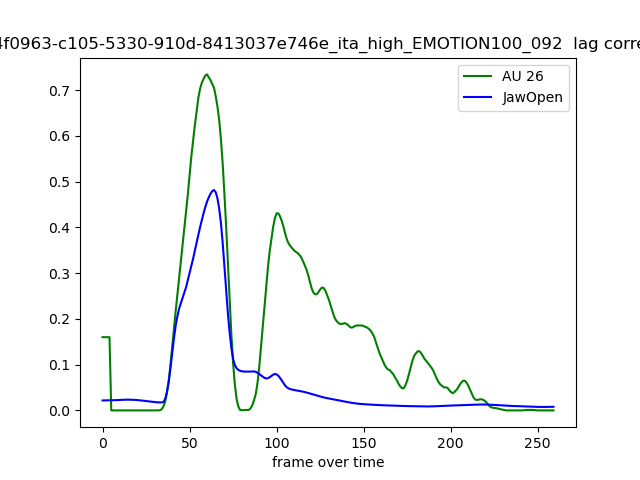 4f0963-c105-5330-910d-8413037e746e_ita_high_EMOTION100_092 lag corre
AU 26
JawOpen
0.7
0.6
0.5
0.4
0.3
0.2
0.1
0.0
0 50 100 150 200 250
frame over time